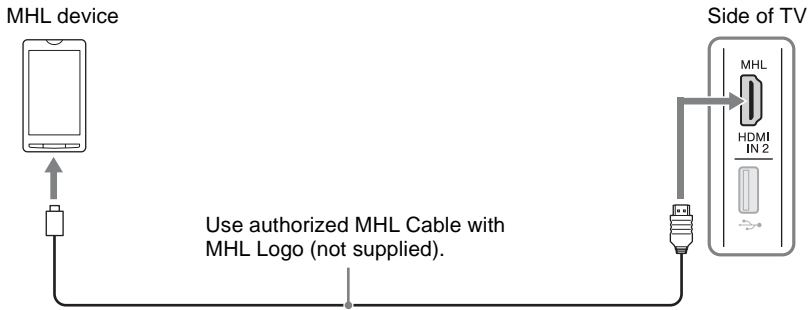 MHL device
Side of TV
MHL
HDMI
IN 2
Use authorized MHL Cable with
MHL Logo (not supplied).